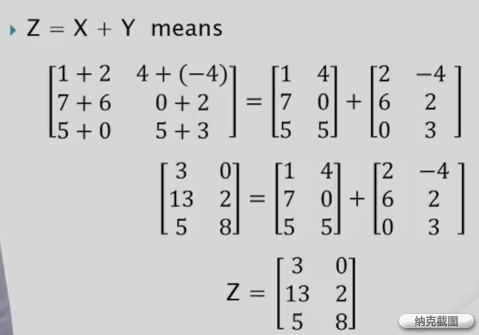 Z = X + Y means
[1 + 2 4 + (−4)] [1 4] [2 −4]
[7 + 6 0 + 2] = [7 0] + [6 2]
[5 + 0 5 + 3] [5 5] [0 3]
[3 0] [1 4] [2 −4]
[13 2] = [7 0] + [6 2]
[5 8] [5 5] [0 3]
[3 0]
Z = [13 2]
[5 8]
纳克截图